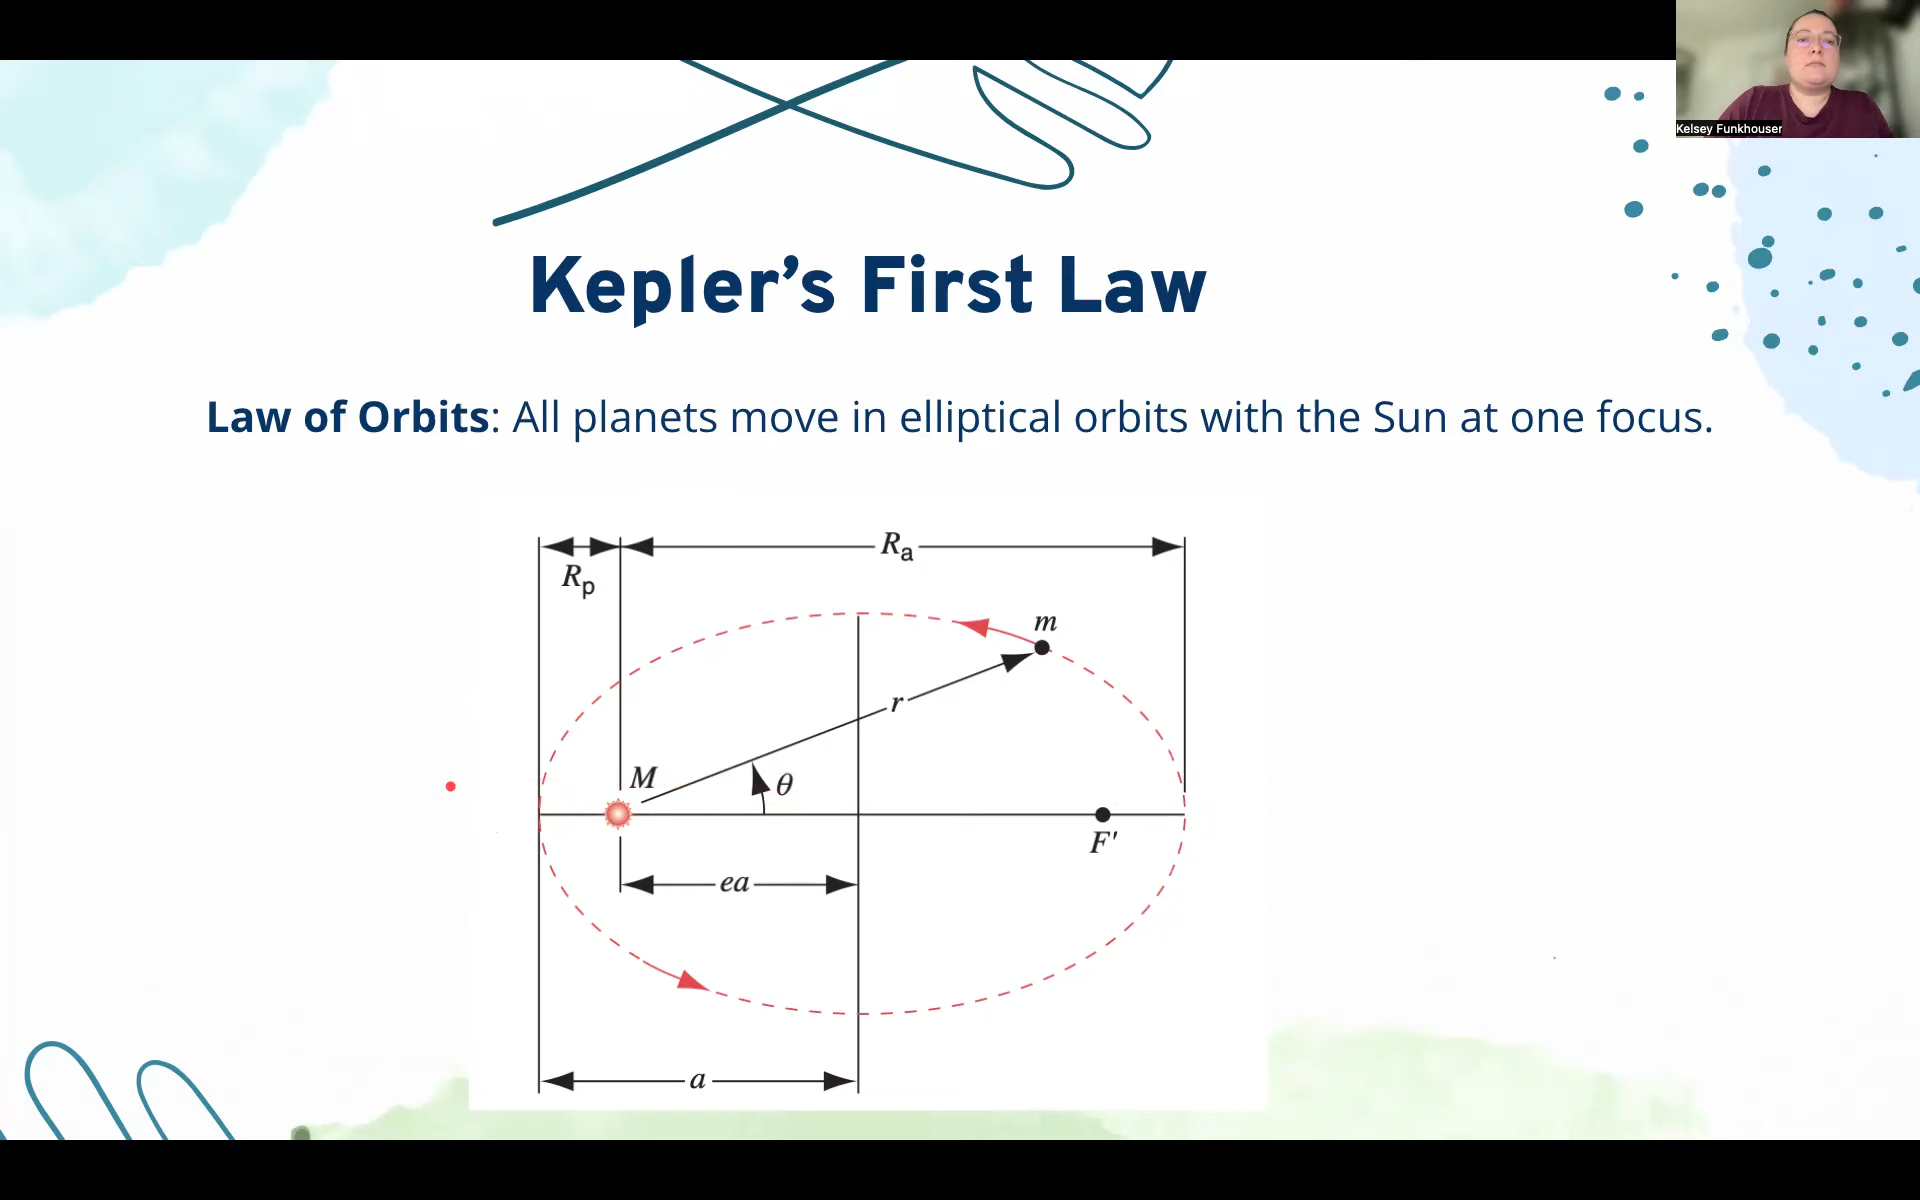 Kelsey Funkhouser
Kepler’s First Law
Law of Orbits: All planets move in elliptical orbits with the Sun at one focus.
Rₐ
Rₚ
m
r
M
θ
F'
ea
a